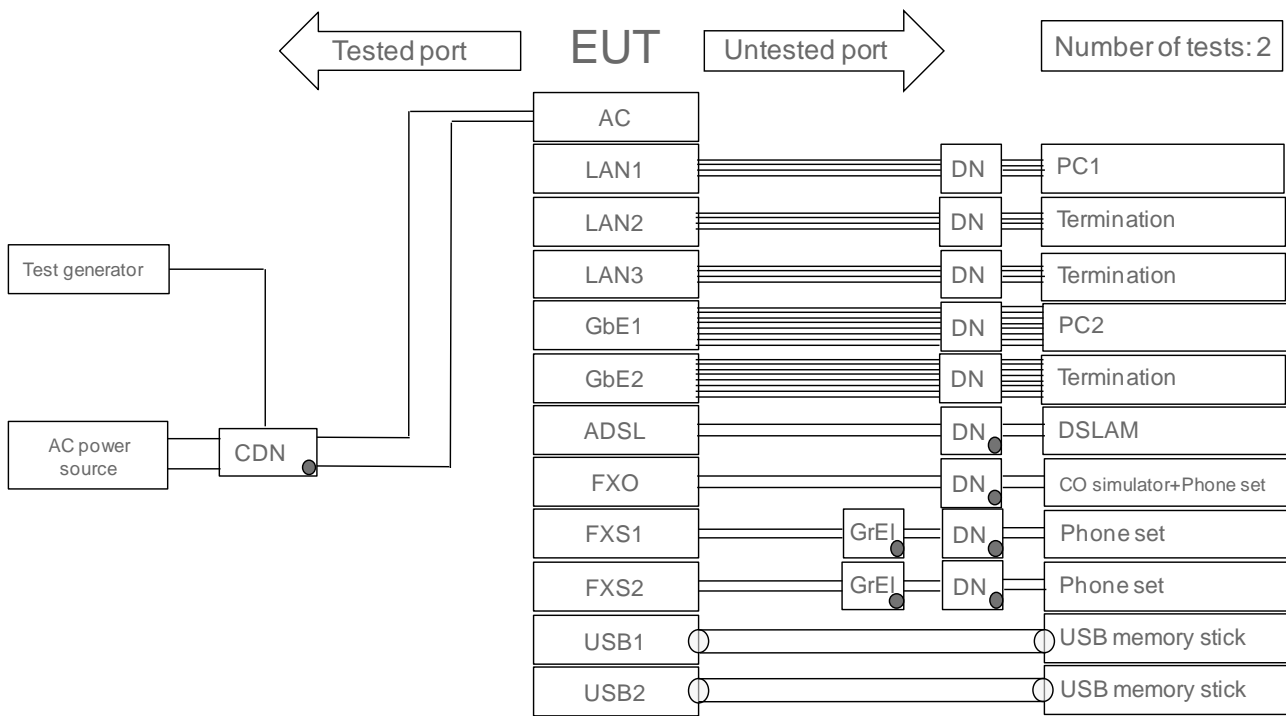 Tested port
EUT
Untested port
Number of tests: 2
AC
LAN1
DN
PC1
LAN2
DN
Termination
Test generator
LAN3
DN
Termination
GbE1
DN
PC2
GbE2
DN
Termination
AC power
source
CDN
ADSL
DN
DSLAM
FXO
DN
CO simulator+Phone set
FXS1
GrEl
DN
Phone set
FXS2
GrEl
DN
Phone set
USB1
USB memory stick
USB2
USB memory stick